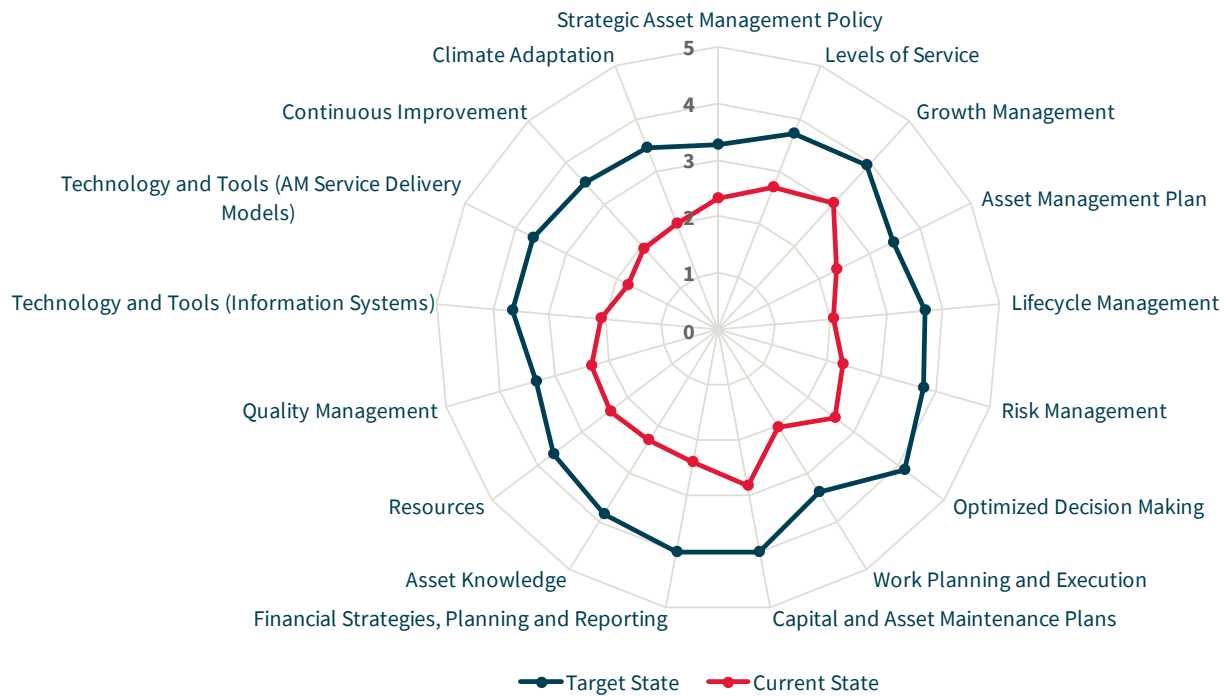 Strategic Asset Management Policy
Climate Adaptation
5
Levels of Service
Continuous Improvement
4
Growth Management
Technology and Tools (AM Service Delivery
Models)
3
Asset Management Plan
2
1
Technology and Tools (Information Systems)
0
Lifecycle Management
Quality Management
Risk Management
Resources
Optimized Decision Making
Asset Knowledge
Work Planning and Execution
Financial Strategies, Planning and Reporting
Capital and Asset Maintenance Plans
Target State
Current State